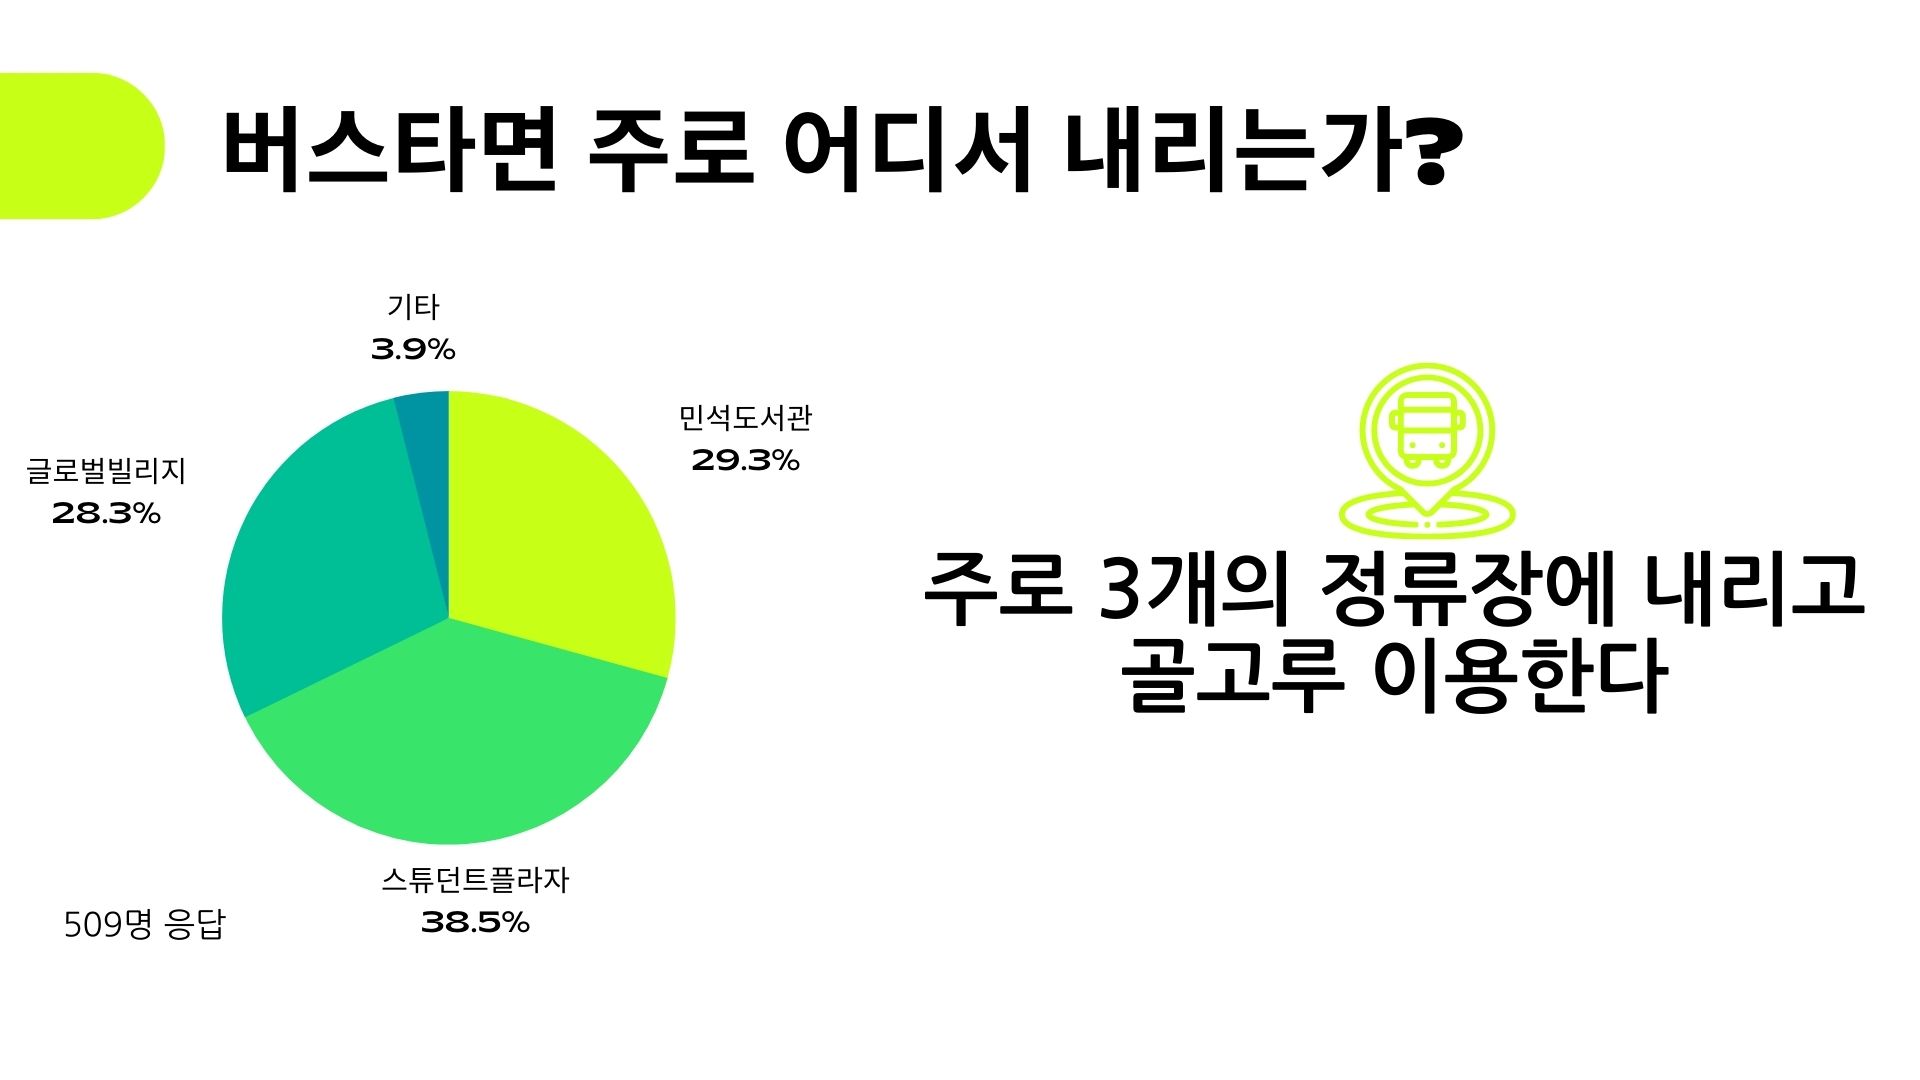 버스타면 주로 어디서 내리는가?
기타
3.9%
민석도서관
29.3%
글로벌빌리지
28.3%
주로 3개의 정류장에 내리고
골고루 이용한다
스튜던트플라자
38.5%
509명 응답